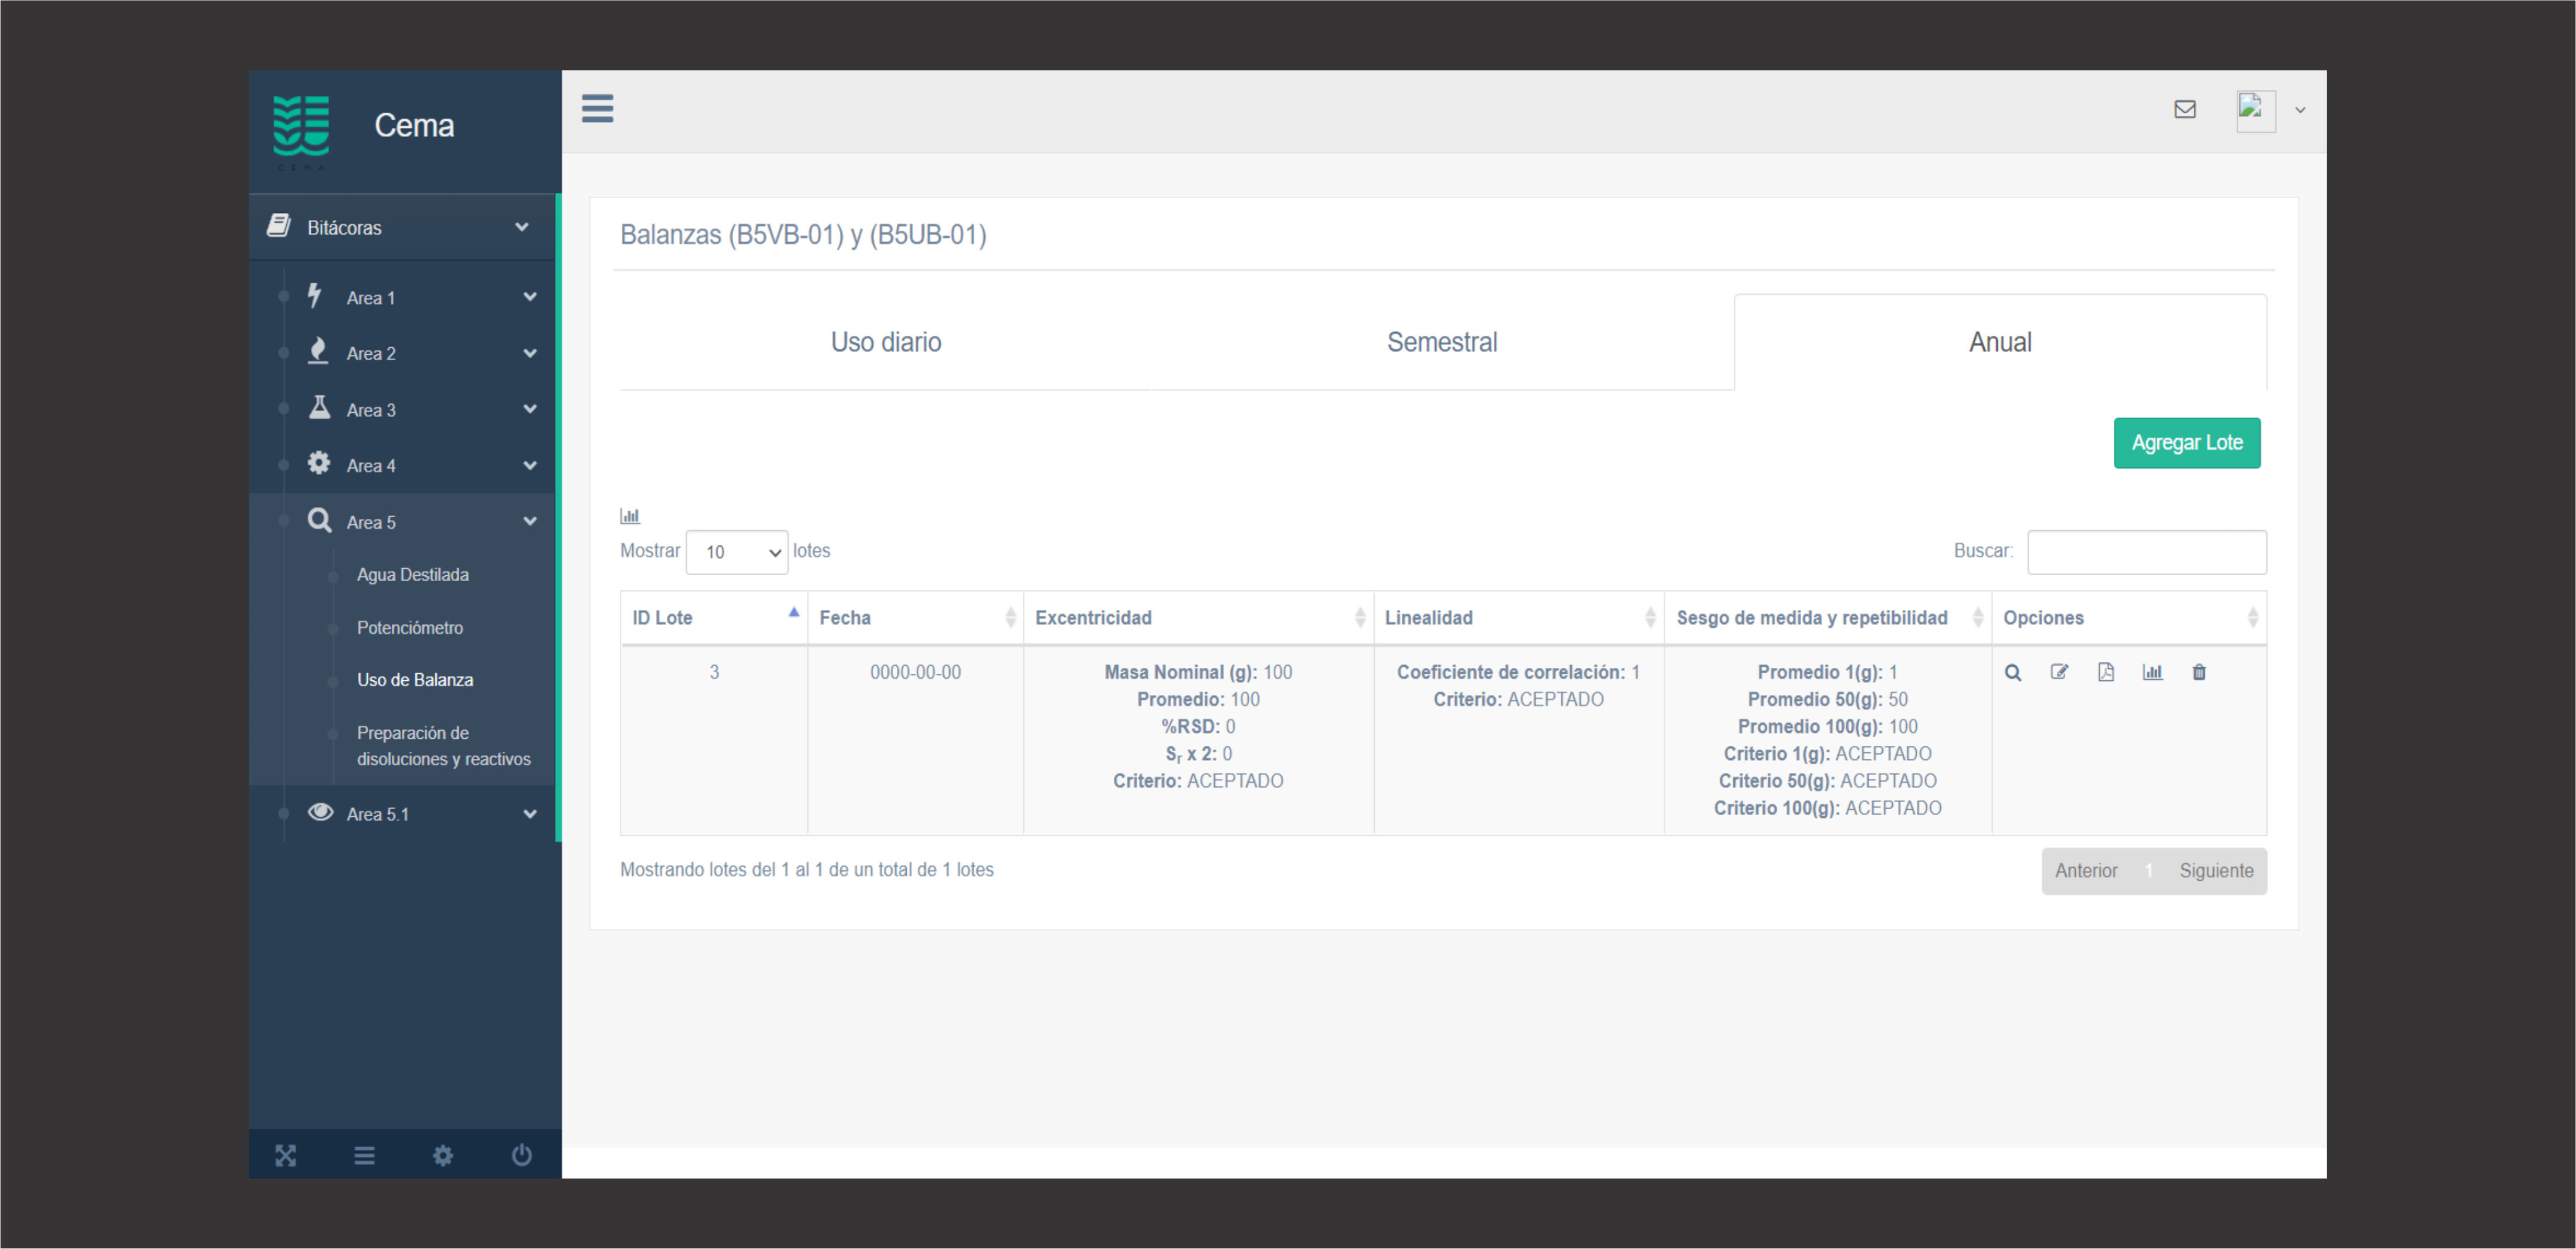 Cema
CEMA
Bitácoras
Area 1
Area 2
Area 3
Area 4
Area 5
Agua Destilada
Potenciómetro
Uso de Balanza
Preparación de
disoluciones y reactivos
Area 5.1
Balanzas (B5VB-01) y (B5UB-01)
Uso diario Semestral Anual
Agregar Lote
Mostrar 10 lotes Buscar:
ID Lote Fecha Excentricidad Linealidad Sesgo de medida y repetibilidad Opciones
3 0000-00-00 Masa Nominal (g): 100 Coeficiente de correlación: 1 Promedio 1(g): 1
Promedio: 100 Criterio: ACEPTADO Promedio 50(g): 50
%RSD: 0 Promedio 100(g): 100
Sr x 2: 0 Criterio 1(g): ACEPTADO
Criterio: ACEPTADO Criterio 50(g): ACEPTADO
Criterio 100(g): ACEPTADO
Mostrando lotes del 1 al 1 de un total de 1 lotes Anterior 1 Siguiente